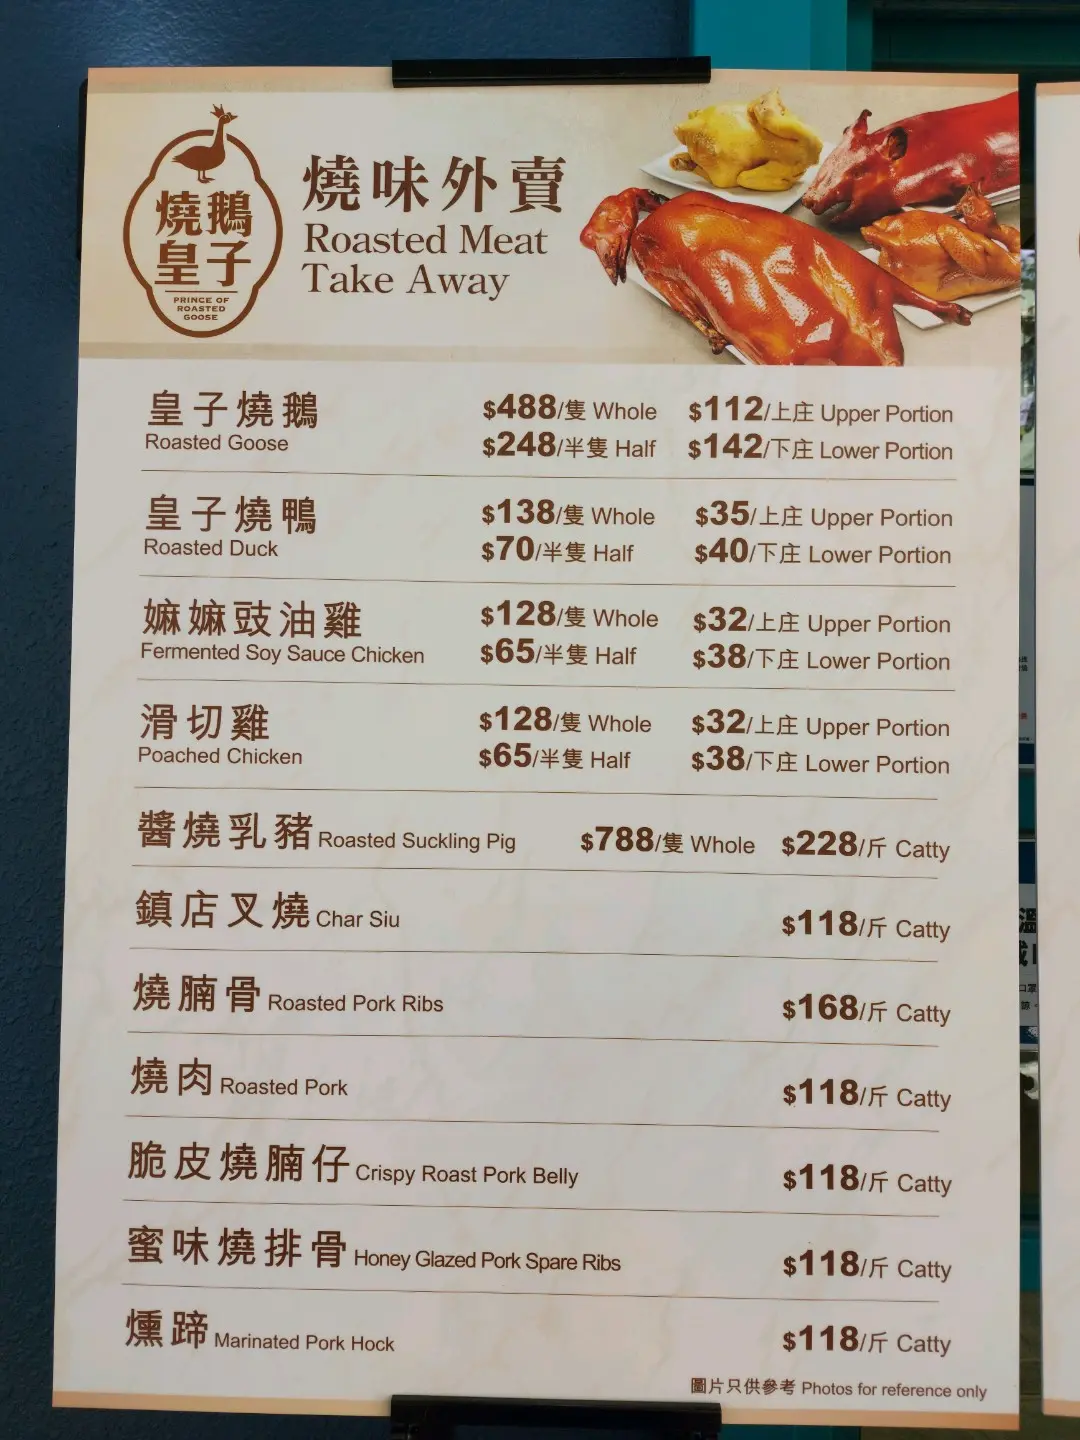 燒鵝
皇子
PRINCE OF
ROASTED
GOOSE
燒味外賣
Roasted Meat
Take Away
皇子燒鵝
Roasted Goose
$488/隻 Whole $112/上庄 Upper Portion
$248/半隻 Half $142/下庄 Lower Portion
皇子燒鴨
Roasted Duck
$138/隻 Whole $35/上庄 Upper Portion
$70/半隻 Half $40/下庄 Lower Portion
嫲嫲豉油雞
Fermented Soy Sauce Chicken
$128/隻 Whole $32/上庄 Upper Portion
$65/半隻 Half $38/下庄 Lower Portion
滑切雞
Poached Chicken
$128/隻 Whole $32/上庄 Upper Portion
$65/半隻 Half $38/下庄 Lower Portion
醬燒乳豬 Roasted Suckling Pig $788/隻 Whole $228/斤 Catty
鎮店叉燒 Char Siu $118/斤 Catty
燒腩骨 Roasted Pork Ribs $168/斤 Catty
燒肉 Roasted Pork $118/斤 Catty
脆皮燒腩仔 Crispy Roast Pork Belly $118/斤 Catty
蜜味燒排骨 Honey Glazed Pork Spare Ribs $118/斤 Catty
燻蹄 Marinated Pork Hock $118/斤 Catty
圖片只供參考 Photos for reference only